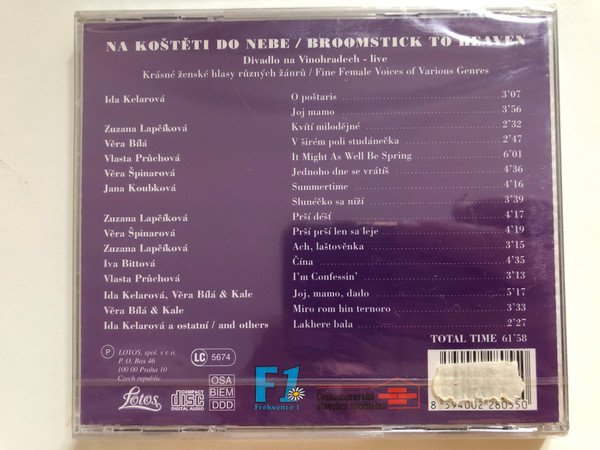 NA KOŠTĚTI DO NEBE / BROOMSTICK TO HEAVEN
Divadlo na Vinohradech - live
Krásné ženské hlasy různých žánrů / Fine Female Voices of Various Genres
Ida Kelarová O poštaris 3'07
Joj mamo 3'56
Zuzana Lapčíková Kvítí milodějné 2'32
Věra Bílá V širém poli studánečka 2'47
Vlasta Průchová It Might As Well Be Spring 6'01
Věra Špinarová Jednoho dne se vrátíš 4'36
Jana Koubková Summertime 4'16
Slunéčko sa níží 3'39
Zuzana Lapčíková Prší déšť 4'17
Věra Špinarová Prší prší len sa leje 4'19
Zuzana Lapčíková Ach, laštověnka 3'15
Iva Bittová Čína 4'35
Vlasta Průchová I'm Confessin' 3'13
Ida Kelarová, Věra Bílá & Kale Joj, mamo, dado 5'17
Věra Bílá & Kale Miro rom hin ternoro 3'33
Ida Kelarová a ostatní / and others Lakhere bala 2'27
TOTAL TIME 61'58
P LOTOS, spol. s r. o.
P. O. Box 46
100 00 Praha 10
Czech republic
LC 5674
Lotos
COMPACT
disc
DIGITAL AUDIO
OSA
BIEM
DDD
F1
Frekvence 1
Českomoravská
stavební spořitelna
8 594002 280550